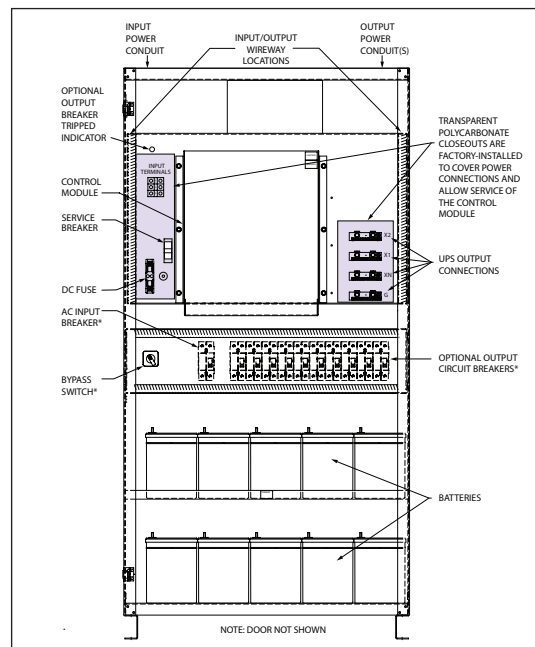 INPUT
POWER
CONDUIT
INPUT/OUTPUT
WIREWAY
LOCATIONS
OUTPUT
POWER
CONDUIT(S)
OPTIONAL
OUTPUT
BREAKER
TRIPPED
INDICATOR
INPUT
TERMINALS
TRANSPARENT
POLYCARBONATE
CLOSEOUTS ARE
FACTORY-INSTALLED
TO COVER POWER
CONNECTIONS AND
ALLOW SERVICE OF
THE CONTROL
MODULE
CONTROL
MODULE
SERVICE
BREAKER
DC FUSE
X2
X1
XN
G
UPS OUTPUT
CONNECTIONS
AC INPUT
BREAKER*
BYPASS
SWITCH*
OPTIONAL OUTPUT
CIRCUIT BREAKERS*
BATTERIES
NOTE: DOOR NOT SHOWN